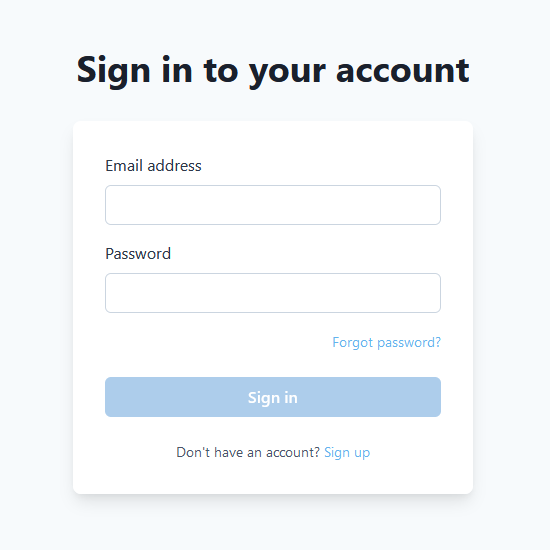 Sign in to your account
Email address
Password
Forgot password?
Sign in
Don't have an account? Sign up